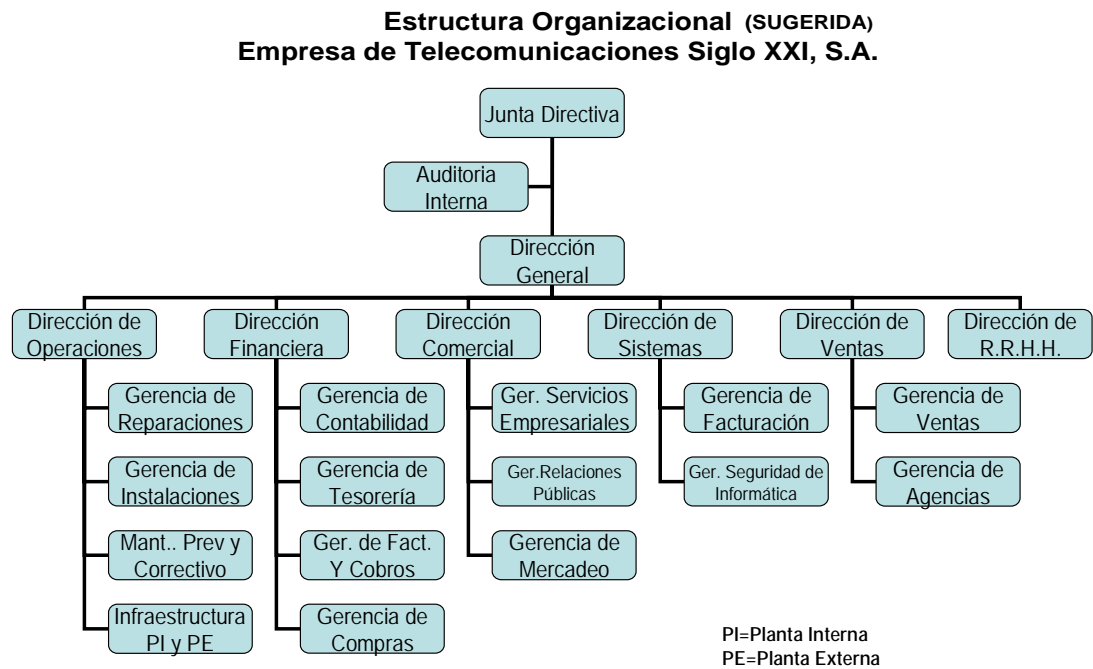 Estructura Organizacional (SUGERIDA)
Empresa de Telecomunicaciones Siglo XXI, S.A.
Junta Directiva
Auditoria
Interna
Dirección
General
Dirección de
Operaciones
Dirección
Financiera
Dirección
Comercial
Dirección de
Sistemas
Dirección de
Ventas
Dirección de
R.R.H.H.
Gerencia de
Reparaciones
Gerencia de
Contabilidad
Ger. Servicios
Empresariales
Gerencia de
Facturación
Gerencia de
Ventas
Gerencia de
Instalaciones
Gerencia de
Tesorería
Ger.Relaciones
Públicas
Ger. Seguridad de
Informática
Gerencia de
Agencias
Mant.. Prev y
Correctivo
Ger. de Fact.
Y Cobros
Gerencia de
Mercadeo
Infraestructura
PI y PE
Gerencia de
Compras
PI=Planta Interna
PE=Planta Externa